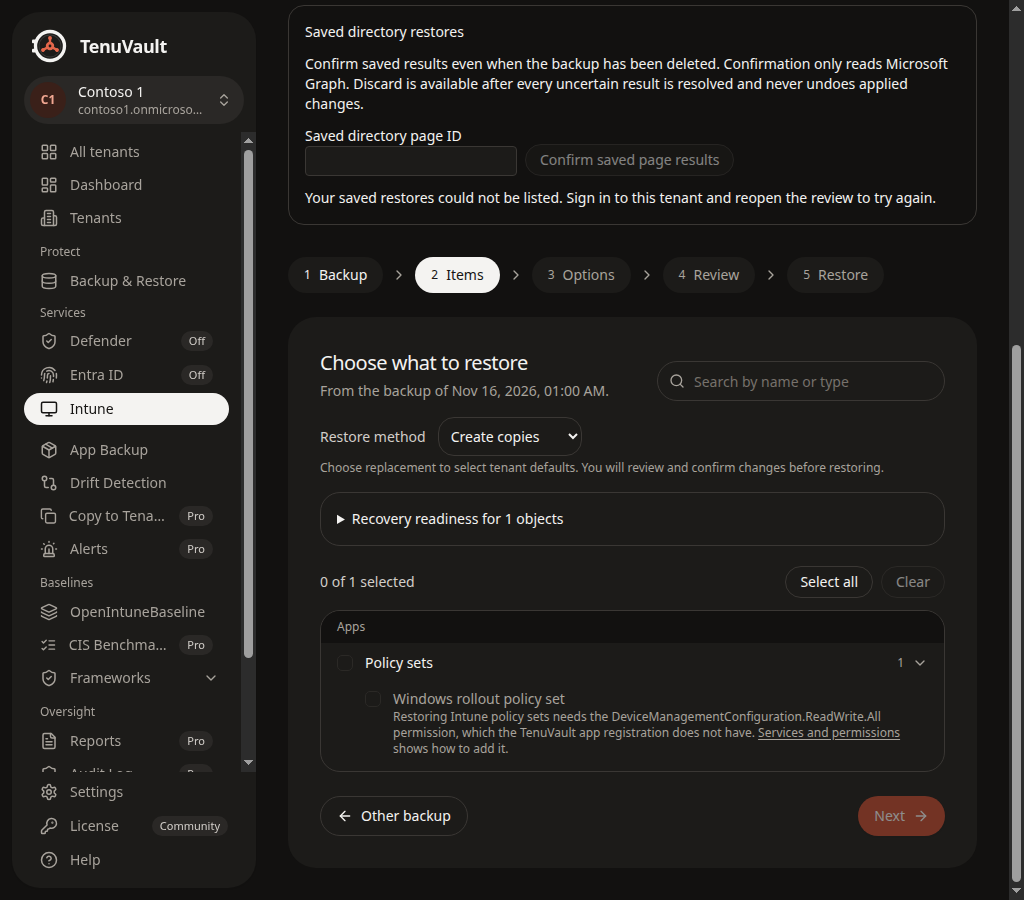 TenuVault
C1
Contoso 1
contoso1.onmicroso...
All tenants
Dashboard
Tenants
Protect
Backup & Restore
Services
Defender Off
Entra ID Off
Intune
App Backup
Drift Detection
Copy to Tena... Pro
Alerts Pro
Baselines
OpenIntuneBaseline
CIS Benchma... Pro
Frameworks
Oversight
Reports Pro
Audit Log Pro
Settings
License Community
Help
Saved directory restores
Confirm saved results even when the backup has been deleted. Confirmation only reads Microsoft
Graph. Discard is available after every uncertain result is resolved and never undoes applied
changes.
Saved directory page ID
Confirm saved page results
Your saved restores could not be listed. Sign in to this tenant and reopen the review to try again.
1 Backup
2 Items
3 Options
4 Review
5 Restore
Choose what to restore
From the backup of Nov 16, 2026, 01:00 AM.
Search by name or type
Restore method Create copies
Choose replacement to select tenant defaults. You will review and confirm changes before restoring.
Recovery readiness for 1 objects
0 of 1 selected
Select all
Clear
Apps
Policy sets 1
Windows rollout policy set
Restoring Intune policy sets needs the DeviceManagementConfiguration.ReadWrite.All
permission, which the TenuVault app registration does not have. Services and permissions
shows how to add it.
Other backup
Next